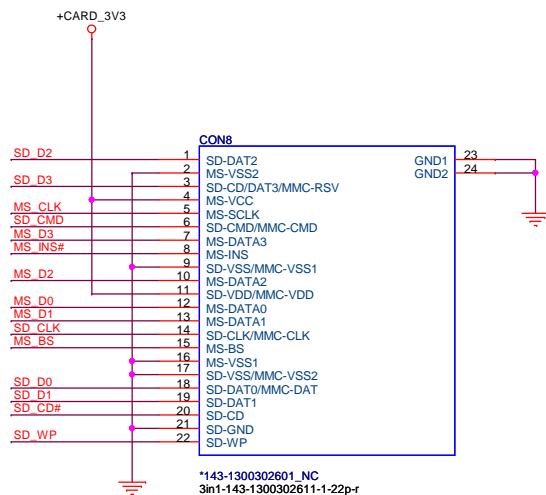 +CARD_3V3
CON8
SD_D2 1 SD-DAT2 GND1 23
2 MS-VSS2 GND2 24
SD_D3 3 SD-CD/DAT3/MMC-RSV
4 MS-VCC
MS_CLK 5 MS-SCLK
SD_CMD 6 SD-CMD/MMC-CMD
MS_D3 7 MS-DATA3
MS_INS# 8 MS-INS
9 SD-VSS/MMC-VSS1
MS_D2 10 MS-DATA2
11 SD-VDD/MMC-VDD
MS_D0 12 MS-DATA0
MS_D1 13 MS-DATA1
SD_CLK 14 SD-CLK/MMC-CLK
MS_BS 15 MS-BS
16 MS-VSS1
17 SD-VSS/MMC-VSS2
SD_D0 18 SD-DAT0/MMC-DAT
SD_D1 19 SD-DAT1
SD_CD# 20 SD-CD
21 SD-GND
SD_WP 22 SD-WP
*143-1300302601_NC
3in1-143-1300302611-1-22p-r